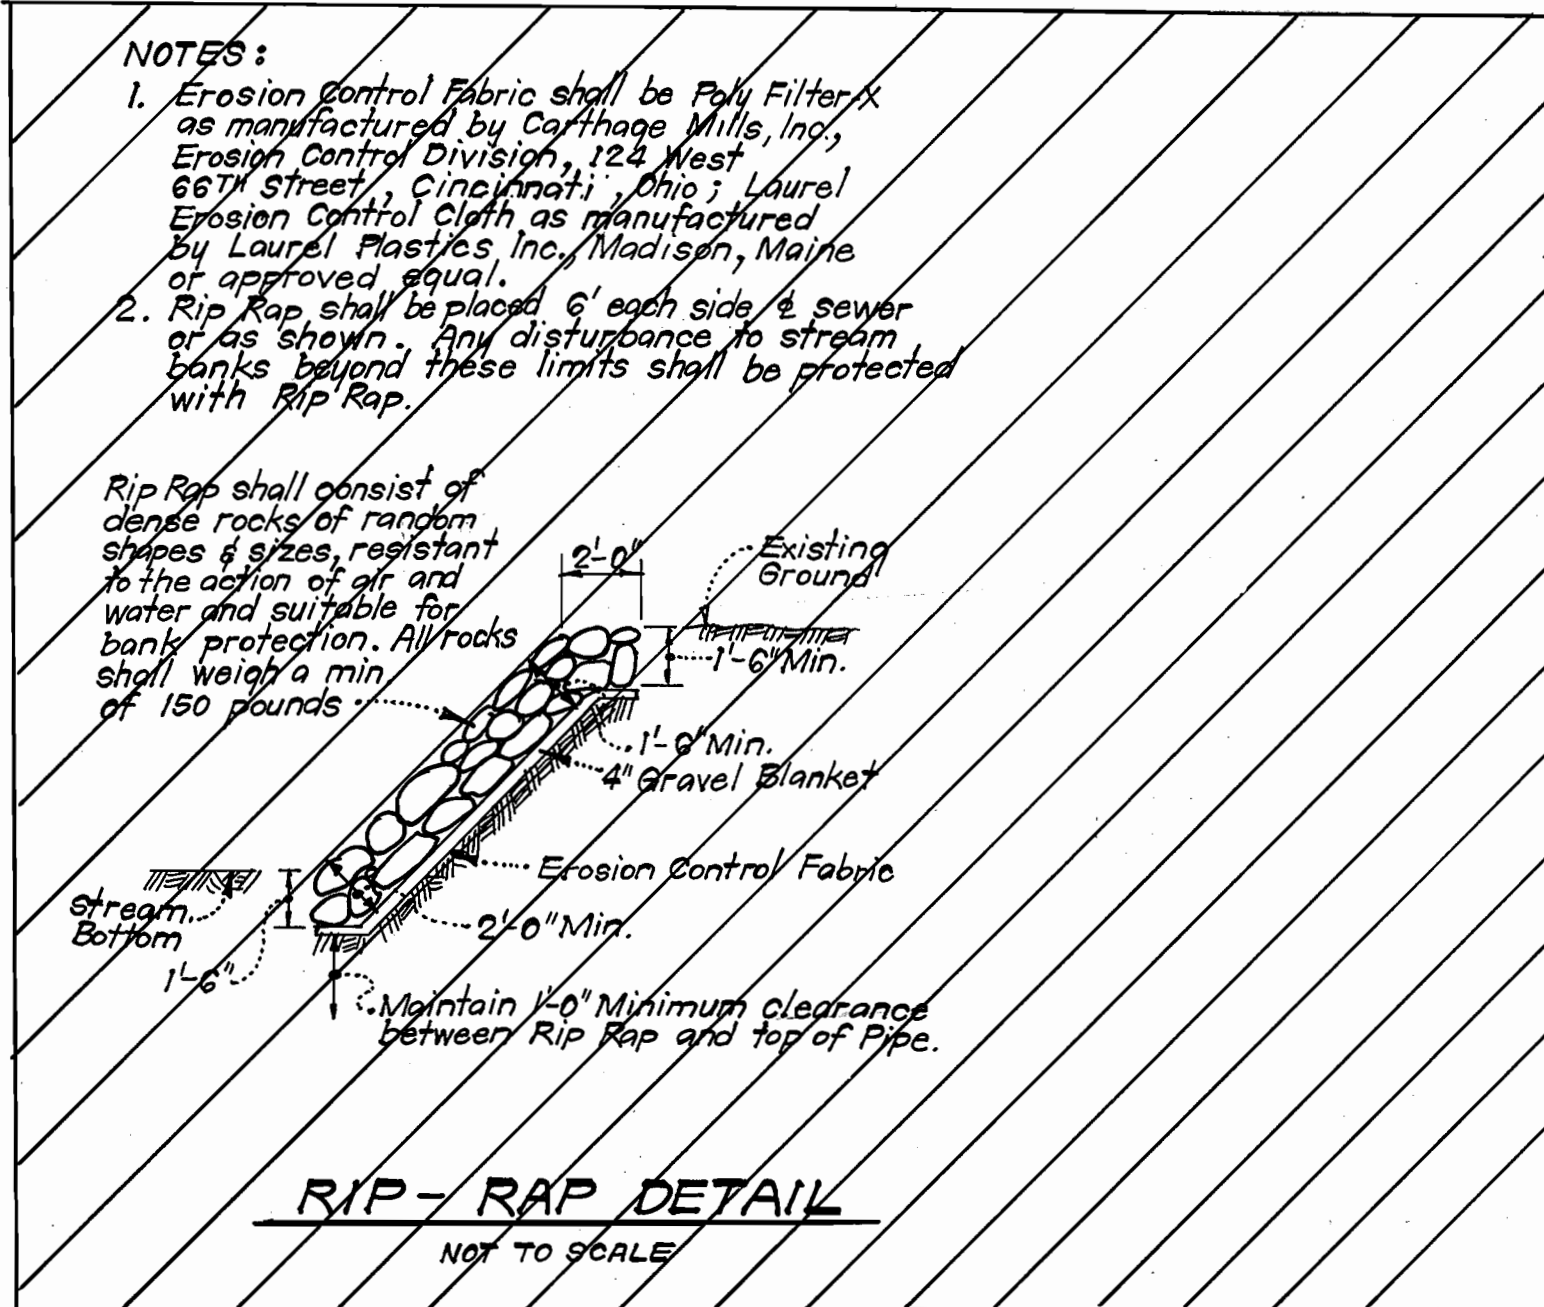 NOTES:
1. Erosion Control Fabric shall be Poly Filter-X
as manufactured by Carthage Mills, Inc.,
Erosion Control Division, 124 West
66TH Street, Cincinnati, Ohio; Laurel
Erosion Control Cloth as manufactured
by Laurel Plastics Inc., Madison, Maine
or approved equal.
2. Rip Rap shall be placed 6' each side ℄ sewer
or as shown. Any disturbance to stream
banks beyond these limits shall be protected
with Rip Rap.
Rip Rap shall consist of
dense rocks of random
shapes & sizes, resistant
to the action of air and
water and suitable for
bank protection. All rocks
shall weigh a min.
of 150 pounds
2'-0"
Existing
Ground
1'-6" Min.
1'-6" Min.
4" Gravel Blanket
Erosion Control Fabric
Stream
Bottom
2'-0" Min.
1'-6"
Maintain 1'-0" Minimum clearance
between Rip Rap and top of Pipe.
RIP-RAP DETAIL
NOT TO SCALE